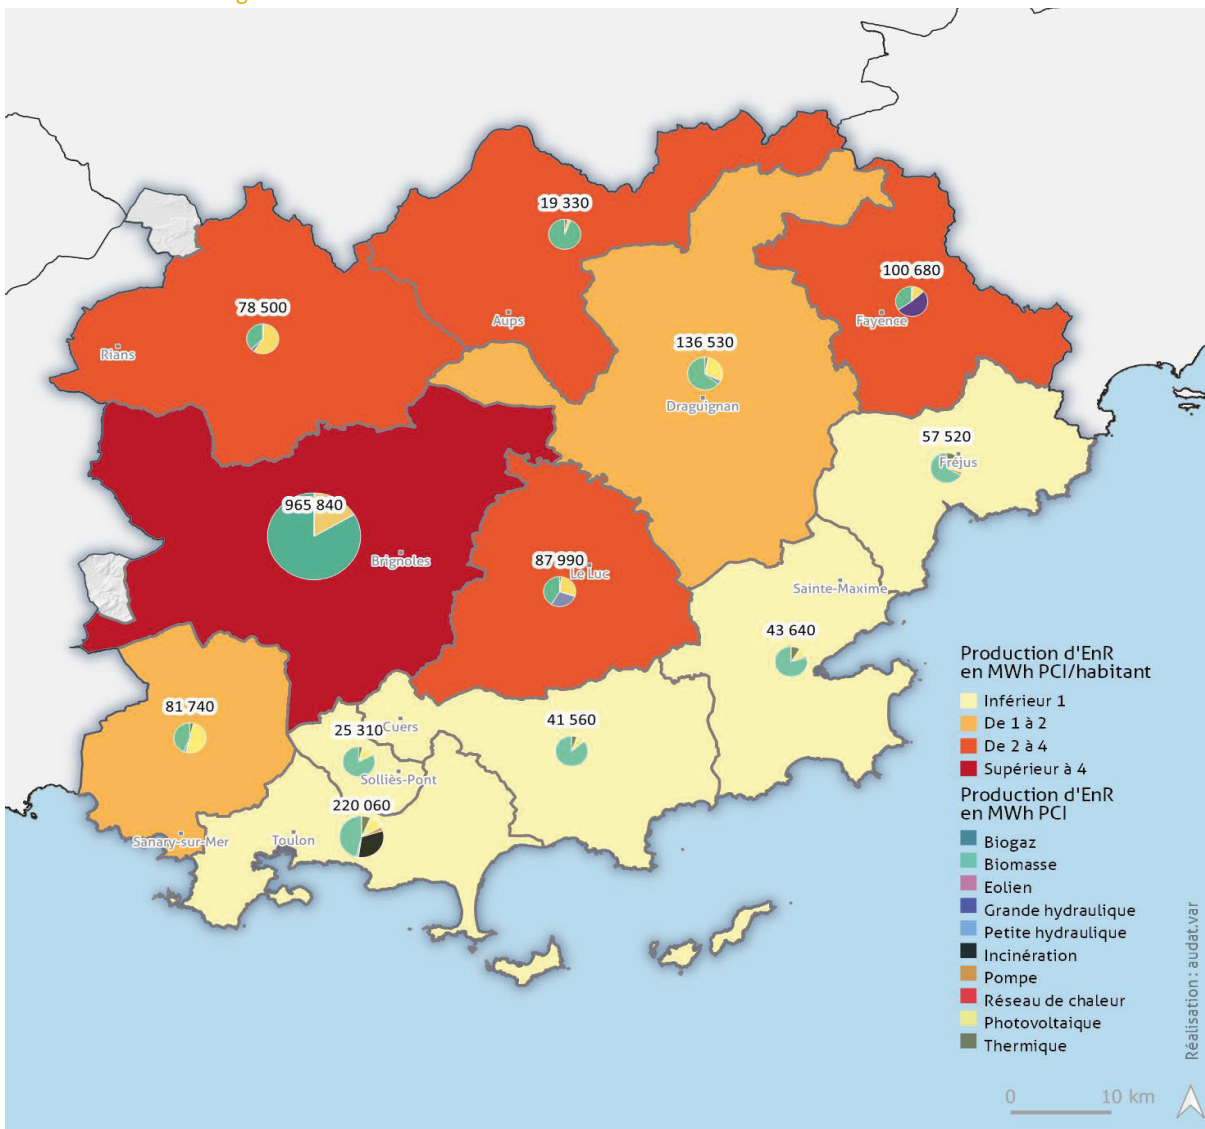 19 330
Aups
100 680
Fayence
78 500
Rians
136 530
Draguignan
57 520
Fréjus
965 840
Brignoles
87 990
Le Luc
Sainte-Maxime
43 640
81 740
25 310
Cuers
41 560
Solliès-Pont
220 060
Sanary-sur-Mer
Toulon
Production d'EnR
en MWh PCI/habitant
Inférieur 1
De 1 à 2
De 2 à 4
Supérieur à 4
Production d'EnR
en MWh PCI
Biogaz
Biomasse
Eolien
Grande hydraulique
Petite hydraulique
Incinération
Pompe
Réseau de chaleur
Photovoltaique
Thermique
Réalisation : audat.var
0 10 km